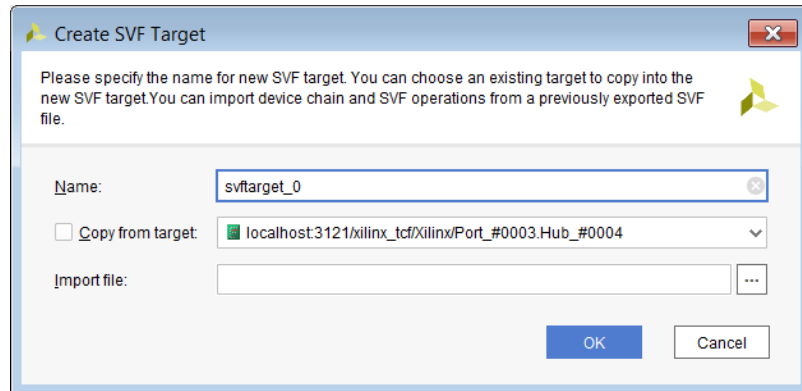 Create SVF Target
Please specify the name for new SVF target. You can choose an existing target to copy into the
new SVF target.You can import device chain and SVF operations from a previously exported SVF
file.
Name: svftarget_0
Copy from target: localhost:3121/xilinx_tcf/Xilinx/Port_#0003.Hub_#0004
Import file: ...
OK Cancel